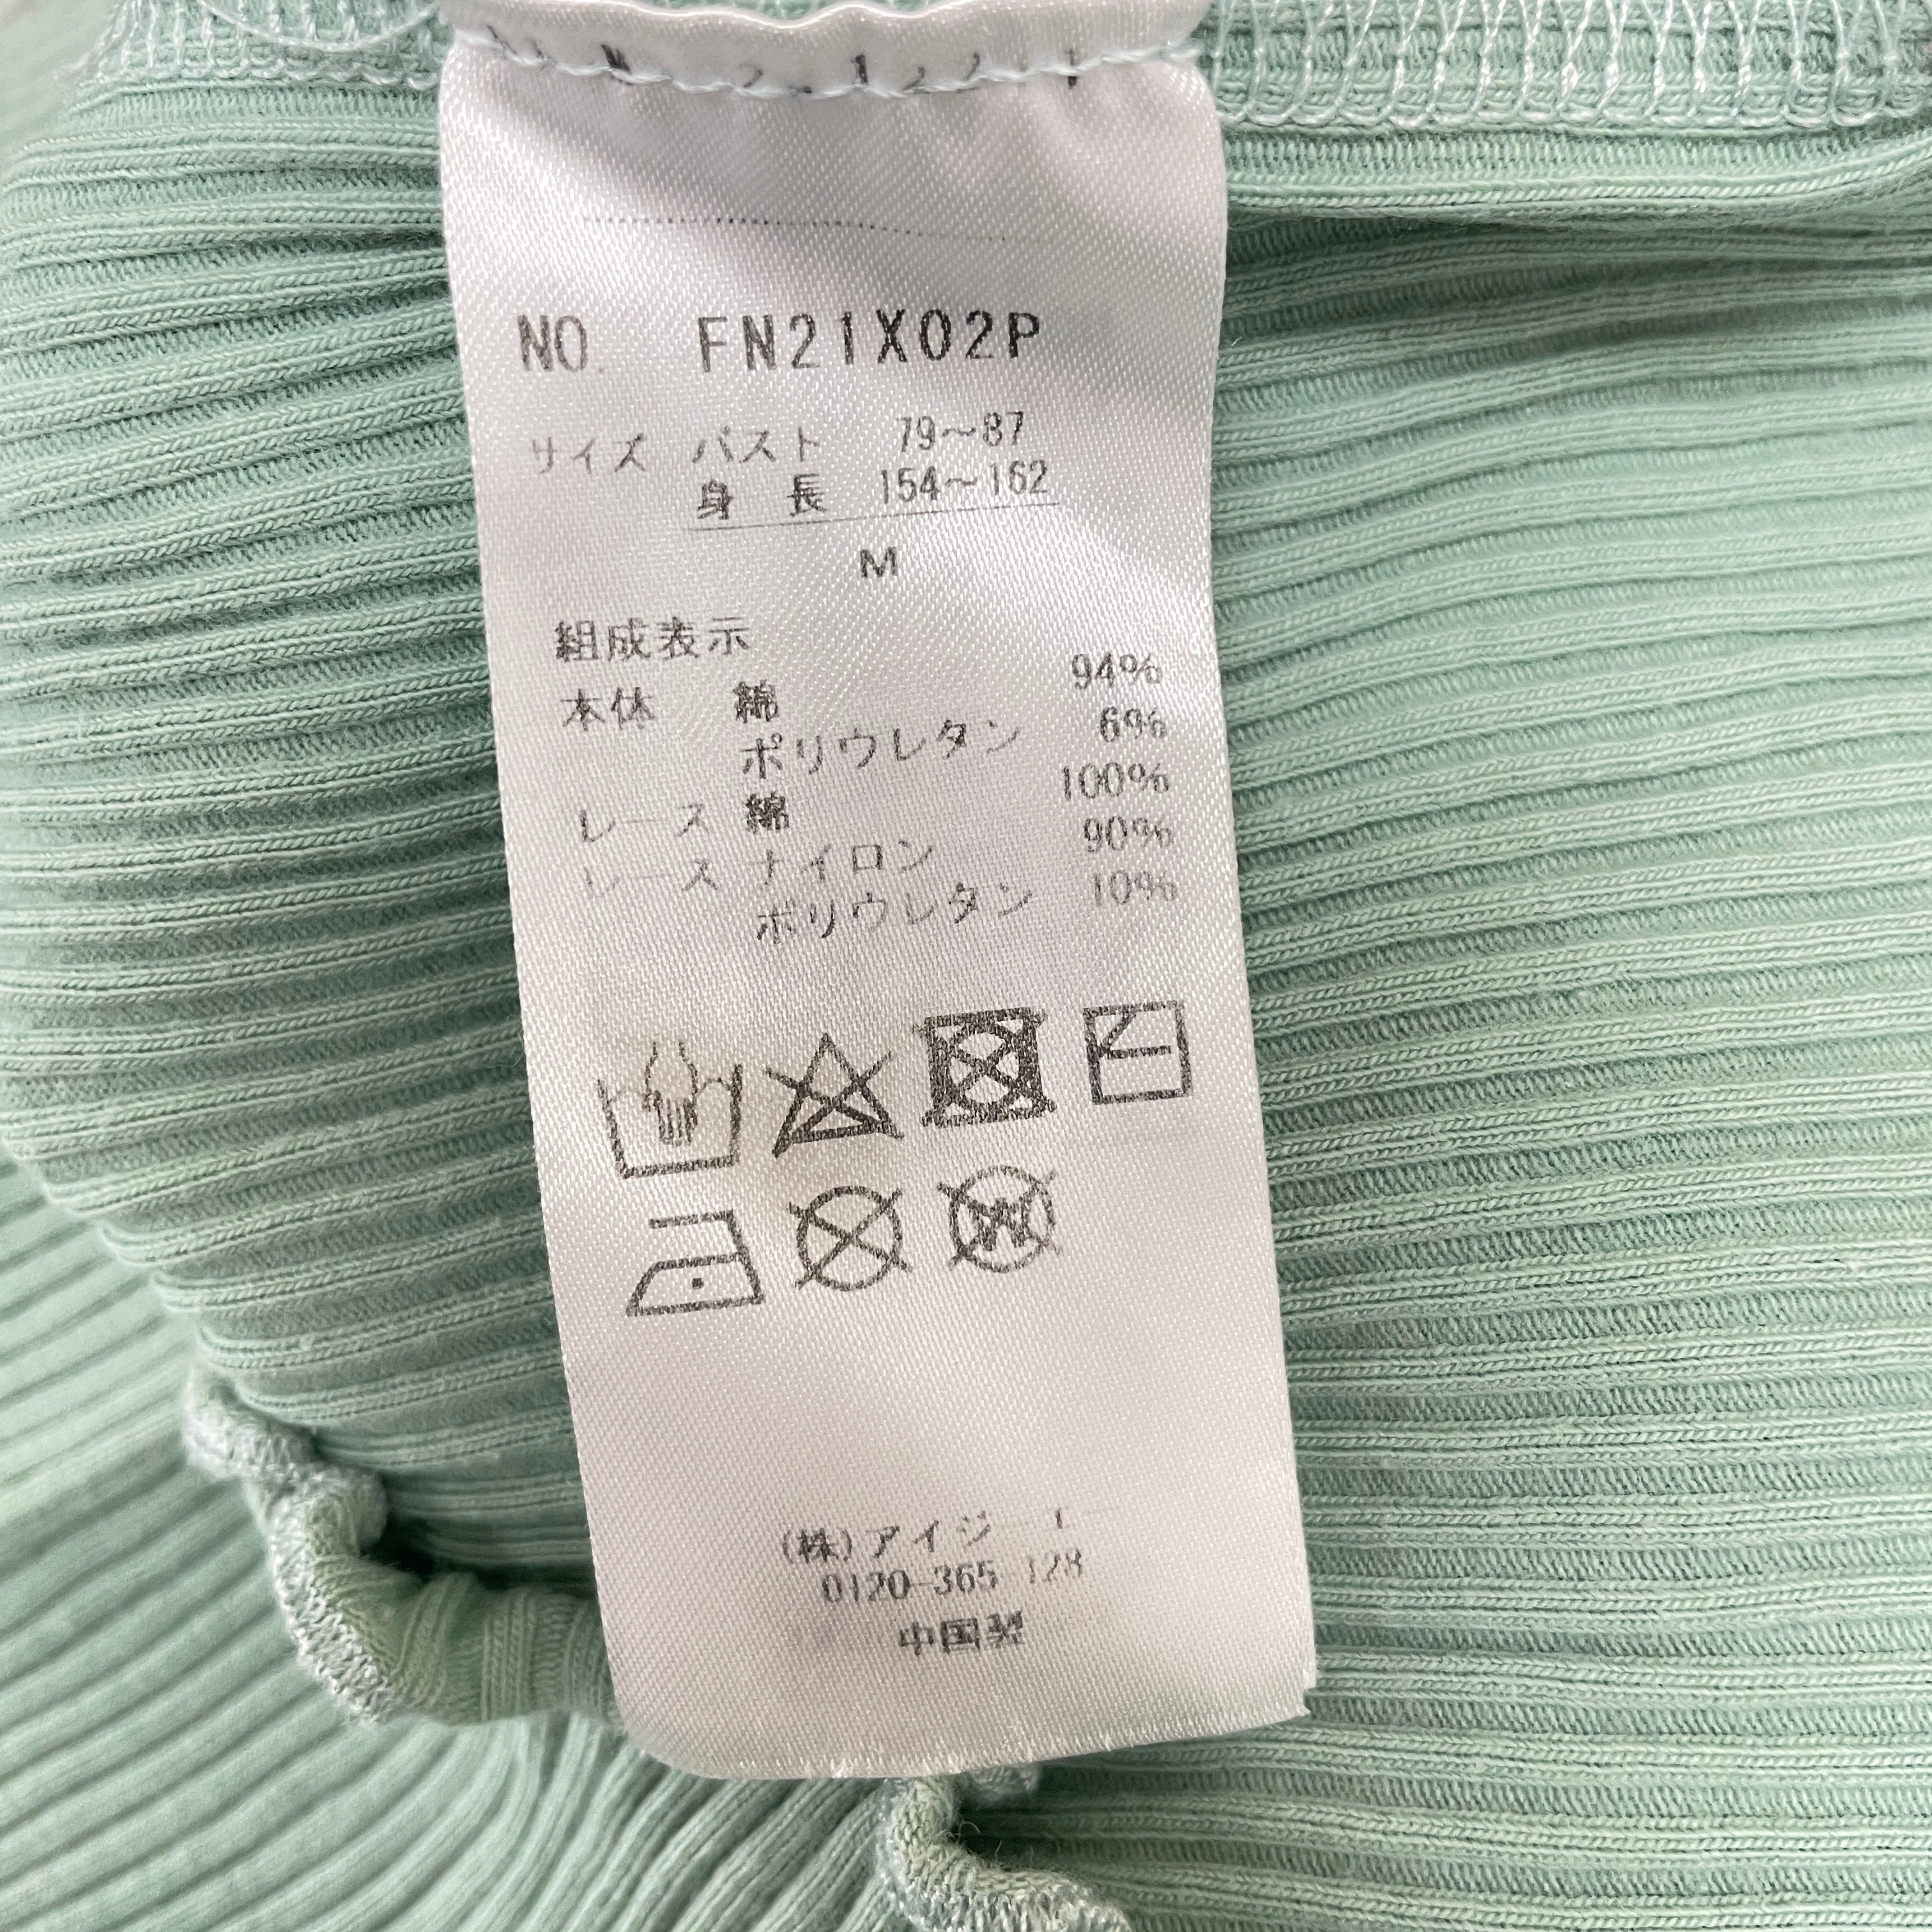 NO. FN21X02P
サイズ バスト 79〜87
身長 154〜162
M
組成表示
本体 綿 94%
ポリウレタン 6%
レース 綿 100%
レース ナイロン 90%
ポリウレタン 10%
(株)アイジーエー
0120-365-128
中国製